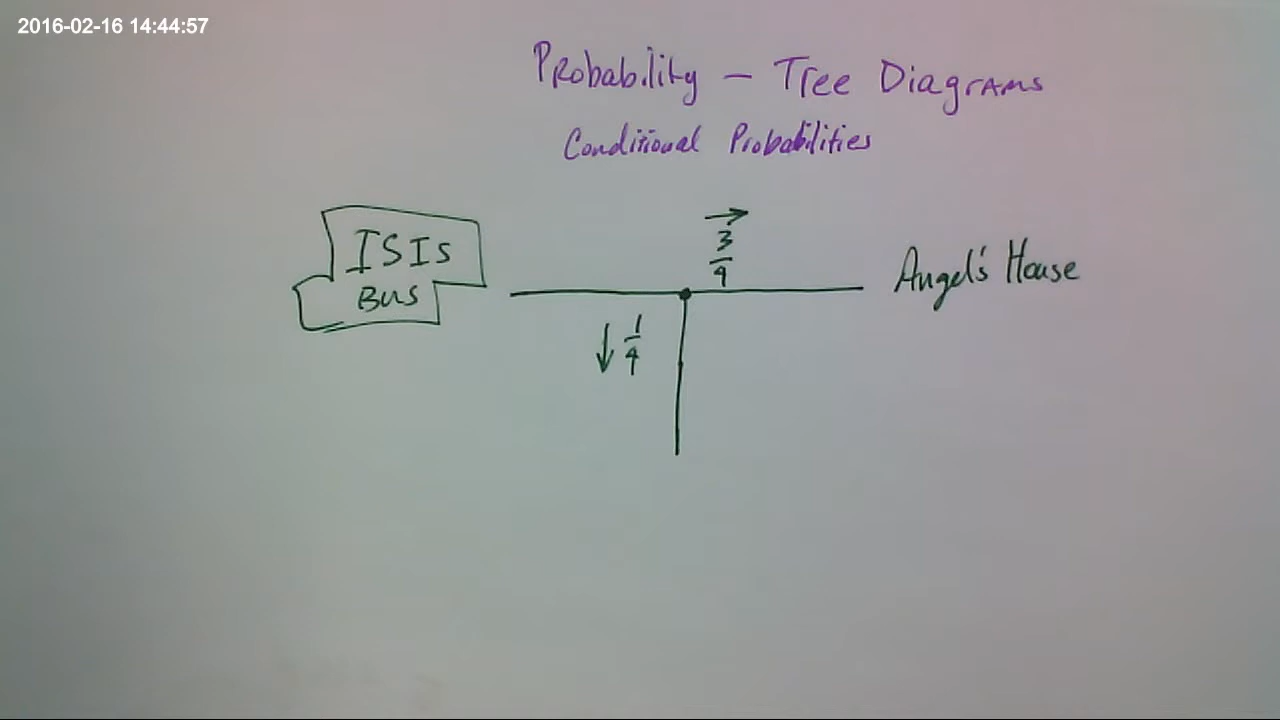 2016-02-16 14:44:57
Probability - Tree Diagrams
Conditional Probabilities
ISIs
Bus
3/4
Angel's House
1/4